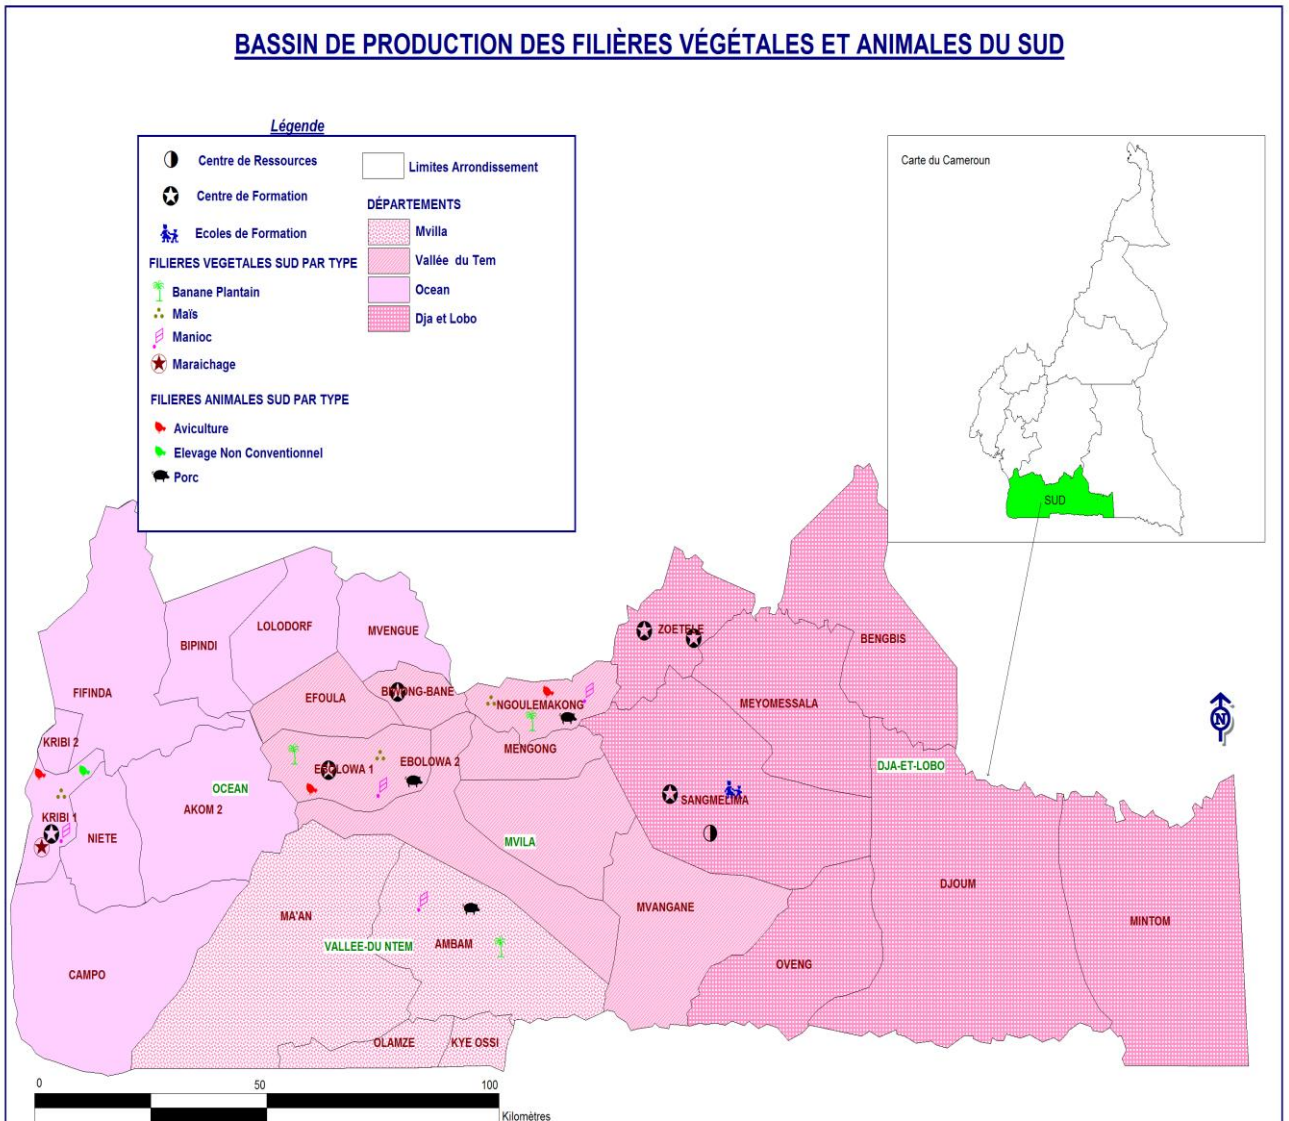 BASSIN DE PRODUCTION DES FILIÈRES VÉGÉTALES ET ANIMALES DU SUD
Légende
Centre de Ressources
Centre de Formation
Ecoles de Formation
FILIERES VEGETALES SUD PAR TYPE
Banane Plantain
Maïs
Manioc
Maraichage
FILIERES ANIMALES SUD PAR TYPE
Aviculture
Elevage Non Conventionnel
Porc
Limites Arrondissement
DÉPARTEMENTS
Mvilla
Vallée du Tem
Ocean
Dja et Lobo
Carte du Cameroun
SUD
LOLODORF
MVENGUE
BIPINDI
ZOETELE
BENGBIS
FIFINDA
EFOULA
BIWONG-BANE
NGOULEMAKONG
MEYOMESSALA
KRIBI 2
MENGONG
EBOLOWA 1
EBOLOWA 2
DJA-ET-LOBO
OCEAN
SANGMELIMA
AKOM 2
KRIBI 1
NIETE
MVILA
DJOUM
MA'AN
MVANGANE
MINTOM
VALLEE-DU NTEM
AMBAM
OVENG
CAMPO
OLAMZE
KYE OSSI
N
0
50
100
Kilomètres